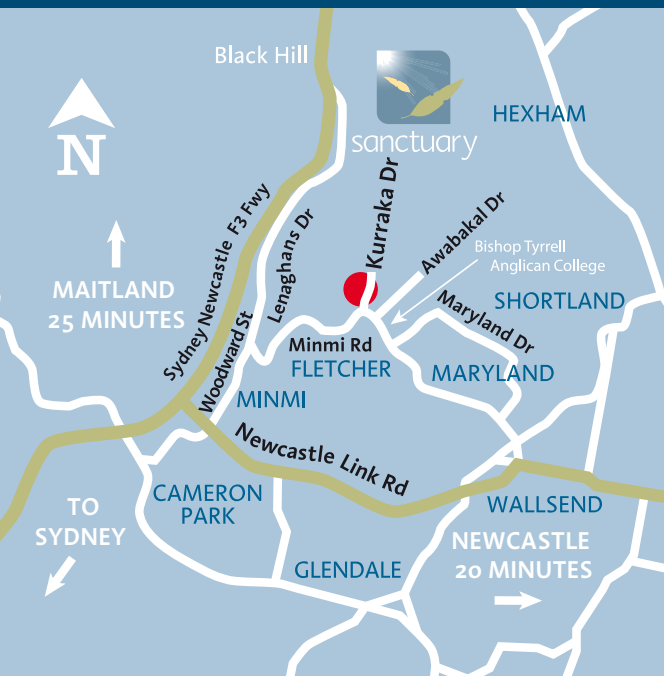 Black Hill
N
sanctuary
HEXHAM
Kurraka Dr
Awabakal Dr
Sydney Newcastle F3 Fwy
Lenaghans Dr
Bishop Tyrrell
Anglican College
MAITLAND
25 MINUTES
SHORTLAND
Maryland Dr
Woodward St
Minmi Rd
FLETCHER
MARYLAND
MINMI
Newcastle Link Rd
CAMERON
PARK
WALLSEND
TO
SYDNEY
NEWCASTLE
20 MINUTES
GLENDALE